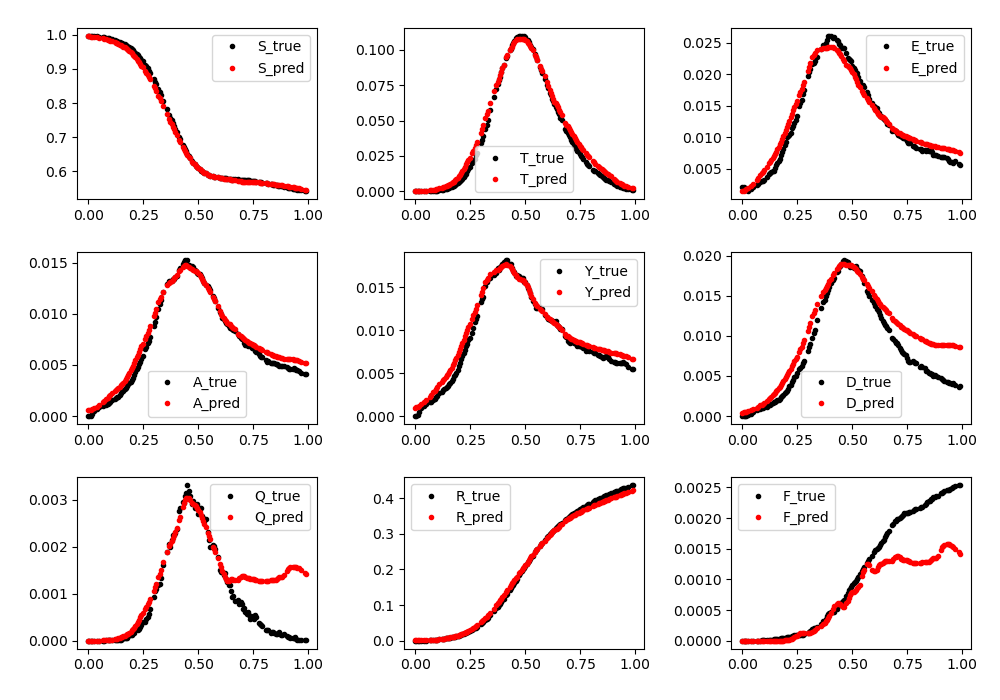 1.0
0.9
0.8
0.7
0.6
S_true
S_pred
0.00 0.25 0.50 0.75 1.00
0.100
0.075
0.050
0.025
0.000
T_true
T_pred
0.00 0.25 0.50 0.75 1.00
0.025
0.020
0.015
0.010
0.005
E_true
E_pred
0.00 0.25 0.50 0.75 1.00
0.015
0.010
0.005
0.000
A_true
A_pred
0.00 0.25 0.50 0.75 1.00
0.015
0.010
0.005
0.000
Y_true
Y_pred
0.00 0.25 0.50 0.75 1.00
0.020
0.015
0.010
0.005
0.000
D_true
D_pred
0.00 0.25 0.50 0.75 1.00
0.003
0.002
0.001
0.000
Q_true
Q_pred
0.00 0.25 0.50 0.75 1.00
0.4
0.3
0.2
0.1
0.0
R_true
R_pred
0.00 0.25 0.50 0.75 1.00
0.0025
0.0020
0.0015
0.0010
0.0005
0.0000
F_true
F_pred
0.00 0.25 0.50 0.75 1.00